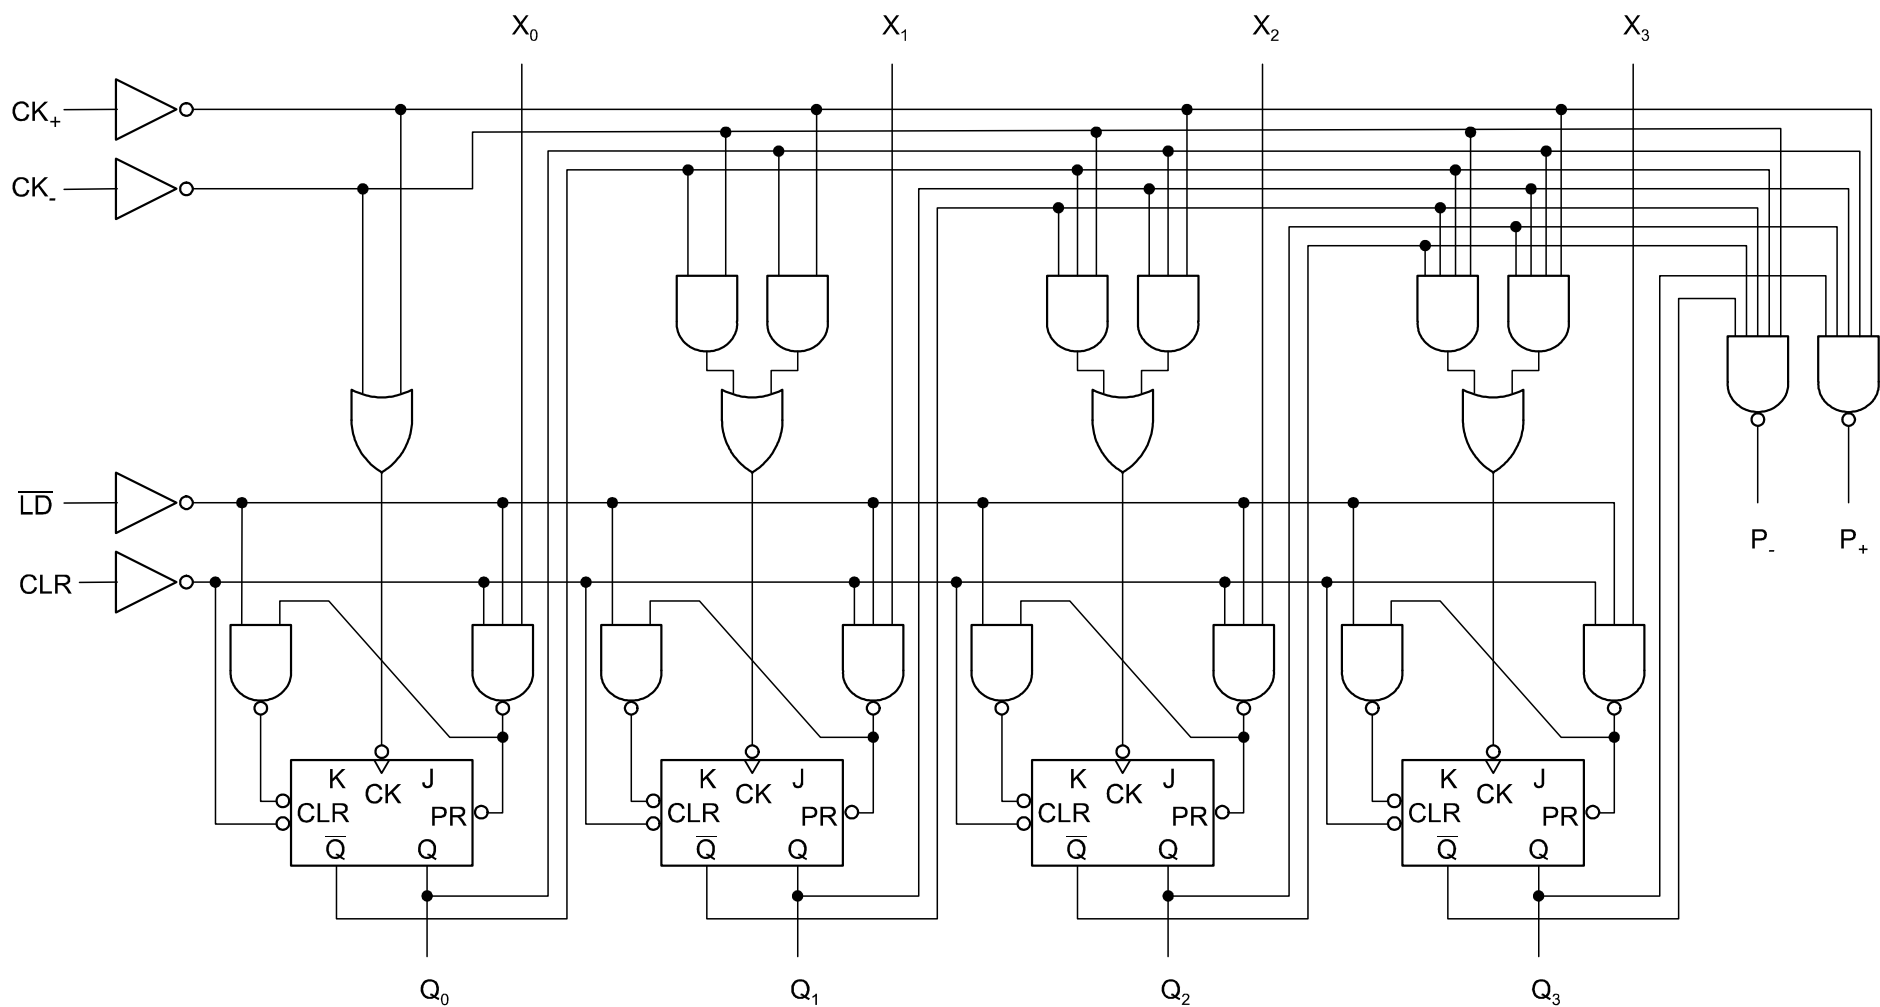 X₀ X₁ X₂ X₃
CK₊
CK₋
L̅D̅
P₋ P₊
CLR
K J K J K J K J
CK CK CK CK
CLR PR CLR PR CLR PR CLR PR
Q̅ Q Q̅ Q Q̅ Q Q̅ Q
Q₀ Q₁ Q₂ Q₃